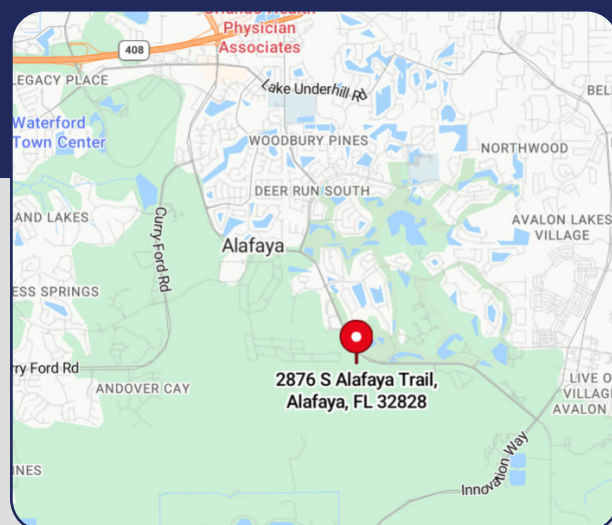 Orlando Health
Physician
Associates
408
LEGACY PLACE
Lake Underhill Rd
Waterford
Town Center
WOODBURY PINES
NORTHWOOD
DEER RUN SOUTH
AND LAKES
Curry Ford Rd
AVALON LAKES
VILLAGE
Alafaya
ESS SPRINGS
rry Ford Rd
ANDOVER CAY
2876 S Alafaya Trail,
Alafaya, FL 32828
LIVE O
VILLAG
AVALON
Innovation Way
INES
BEL